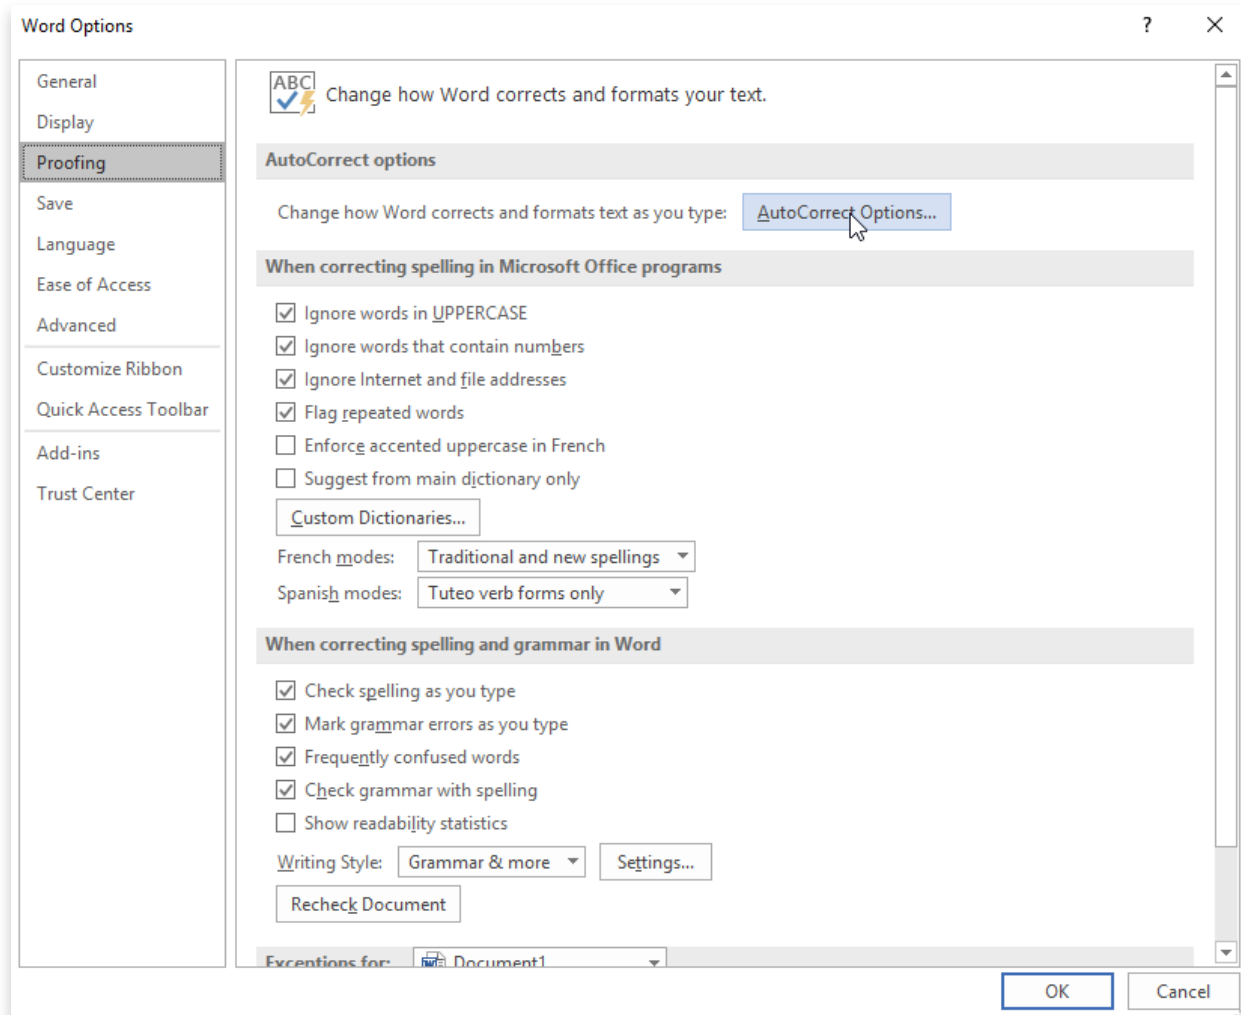 Word Options
?
General
Display
Proofing
Save
Language
Ease of Access
Advanced
Customize Ribbon
Quick Access Toolbar
Add-ins
Trust Center
ABC
Change how Word corrects and formats your text.
AutoCorrect options
Change how Word corrects and formats text as you type: AutoCorrect Options...
When correcting spelling in Microsoft Office programs
Ignore words in UPPERCASE
Ignore words that contain numbers
Ignore Internet and file addresses
Flag repeated words
Enforce accented uppercase in French
Suggest from main dictionary only
Custom Dictionaries...
French modes: Traditional and new spellings
Spanish modes: Tuteo verb forms only
When correcting spelling and grammar in Word
Check spelling as you type
Mark grammar errors as you type
Frequently confused words
Check grammar with spelling
Show readability statistics
Writing Style: Grammar & more Settings...
Recheck Document
Exceptions for: Document1
OK Cancel